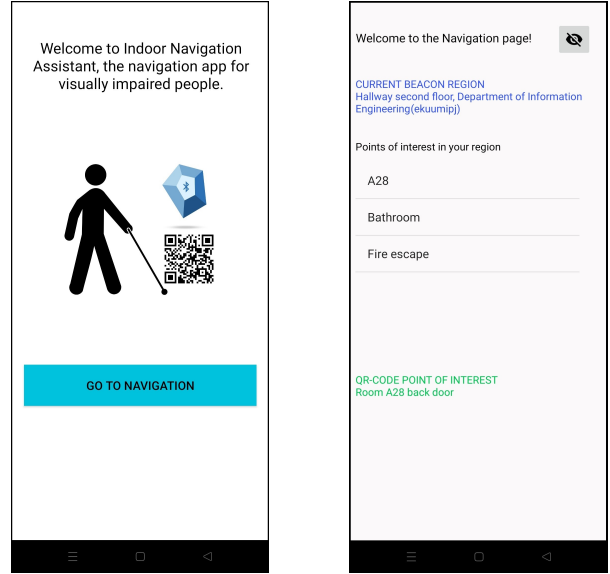 Welcome to Indoor Navigation
Assistant, the navigation app for
visually impaired people.
GO TO NAVIGATION
Welcome to the Navigation page!
CURRENT BEACON REGION
Hallway second floor, Department of Information
Engineering(ekuumipj)
Points of interest in your region
A28
Bathroom
Fire escape
QR-CODE POINT OF INTEREST
Room A28 back door